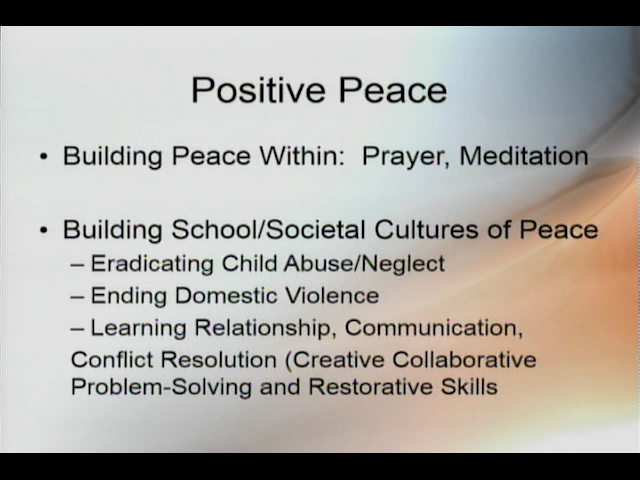 Positive Peace
• Building Peace Within: Prayer, Meditation
• Building School/Societal Cultures of Peace
– Eradicating Child Abuse/Neglect
– Ending Domestic Violence
– Learning Relationship, Communication,
Conflict Resolution (Creative Collaborative
Problem-Solving and Restorative Skills